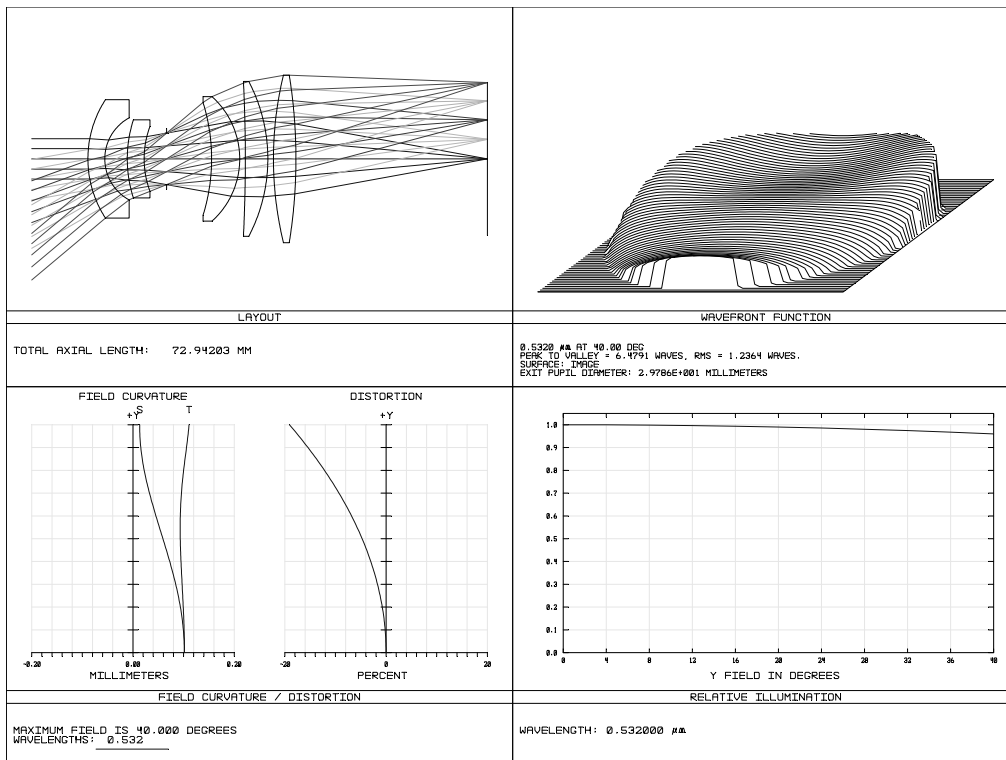 LAYOUT
TOTAL AXIAL LENGTH: 72.94203 MM
WAVEFRONT FUNCTION
0.5320 µm AT 40.00 DEG
PEAK TO VALLEY = 6.4791 WAVES, RMS = 1.2364 WAVES.
SURFACE: IMAGE
EXIT PUPIL DIAMETER: 2.9786E+001 MILLIMETERS
FIELD CURVATURE
S T
+Y
-0.20 0.00 0.20
MILLIMETERS
DISTORTION
+Y
-20 0 20
PERCENT
FIELD CURVATURE / DISTORTION
MAXIMUM FIELD IS 40.000 DEGREES
WAVELENGTHS: 0.532
1.0
0.9
0.8
0.7
0.6
0.5
0.4
0.3
0.2
0.1
0.0
0 4 8 12 16 20 24 28 32 36 40
Y FIELD IN DEGREES
RELATIVE ILLUMINATION
WAVELENGTH: 0.532000 µm